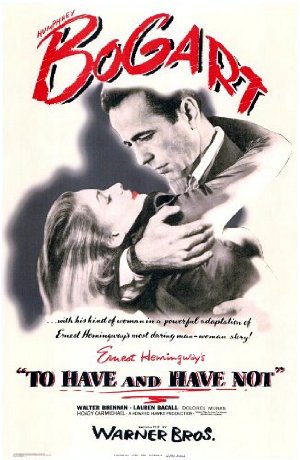 HUMPHREY
BOGART
...with his kind of woman in a powerful adaptation of
Ernest Hemingway's most daring man-woman story!
Ernest Hemingway's
"TO HAVE AND HAVE NOT"
WALTER BRENNAN • LAUREN BACALL • DOLORES MORAN
HOAGY CARMICHAEL • A HOWARD HAWKS PRODUCTION
PRESENTED BY
WARNER BROS.